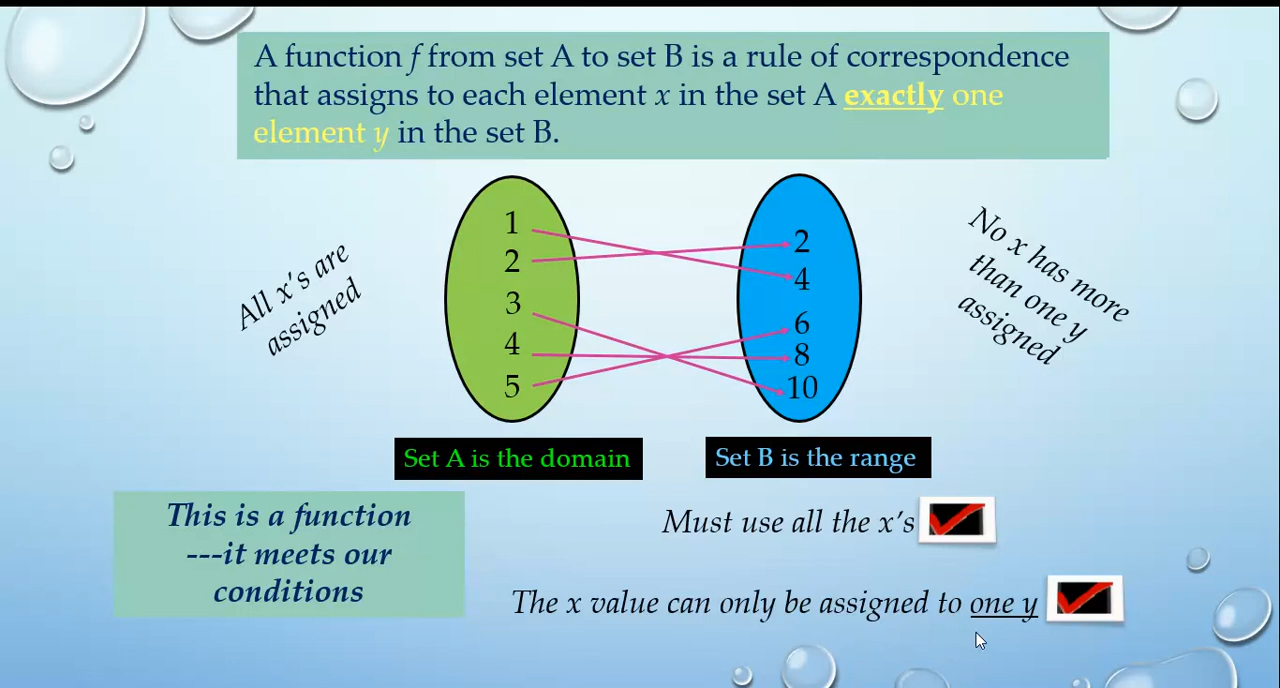 A function f from set A to set B is a rule of correspondence
that assigns to each element x in the set A exactly one
element y in the set B.
All x's are
assigned
1
2
3
4
5
2
4
6
8
10
No x has more
than one y
assigned
Set A is the domain
Set B is the range
This is a function
---it meets our
conditions
Must use all the x's
The x value can only be assigned to one y